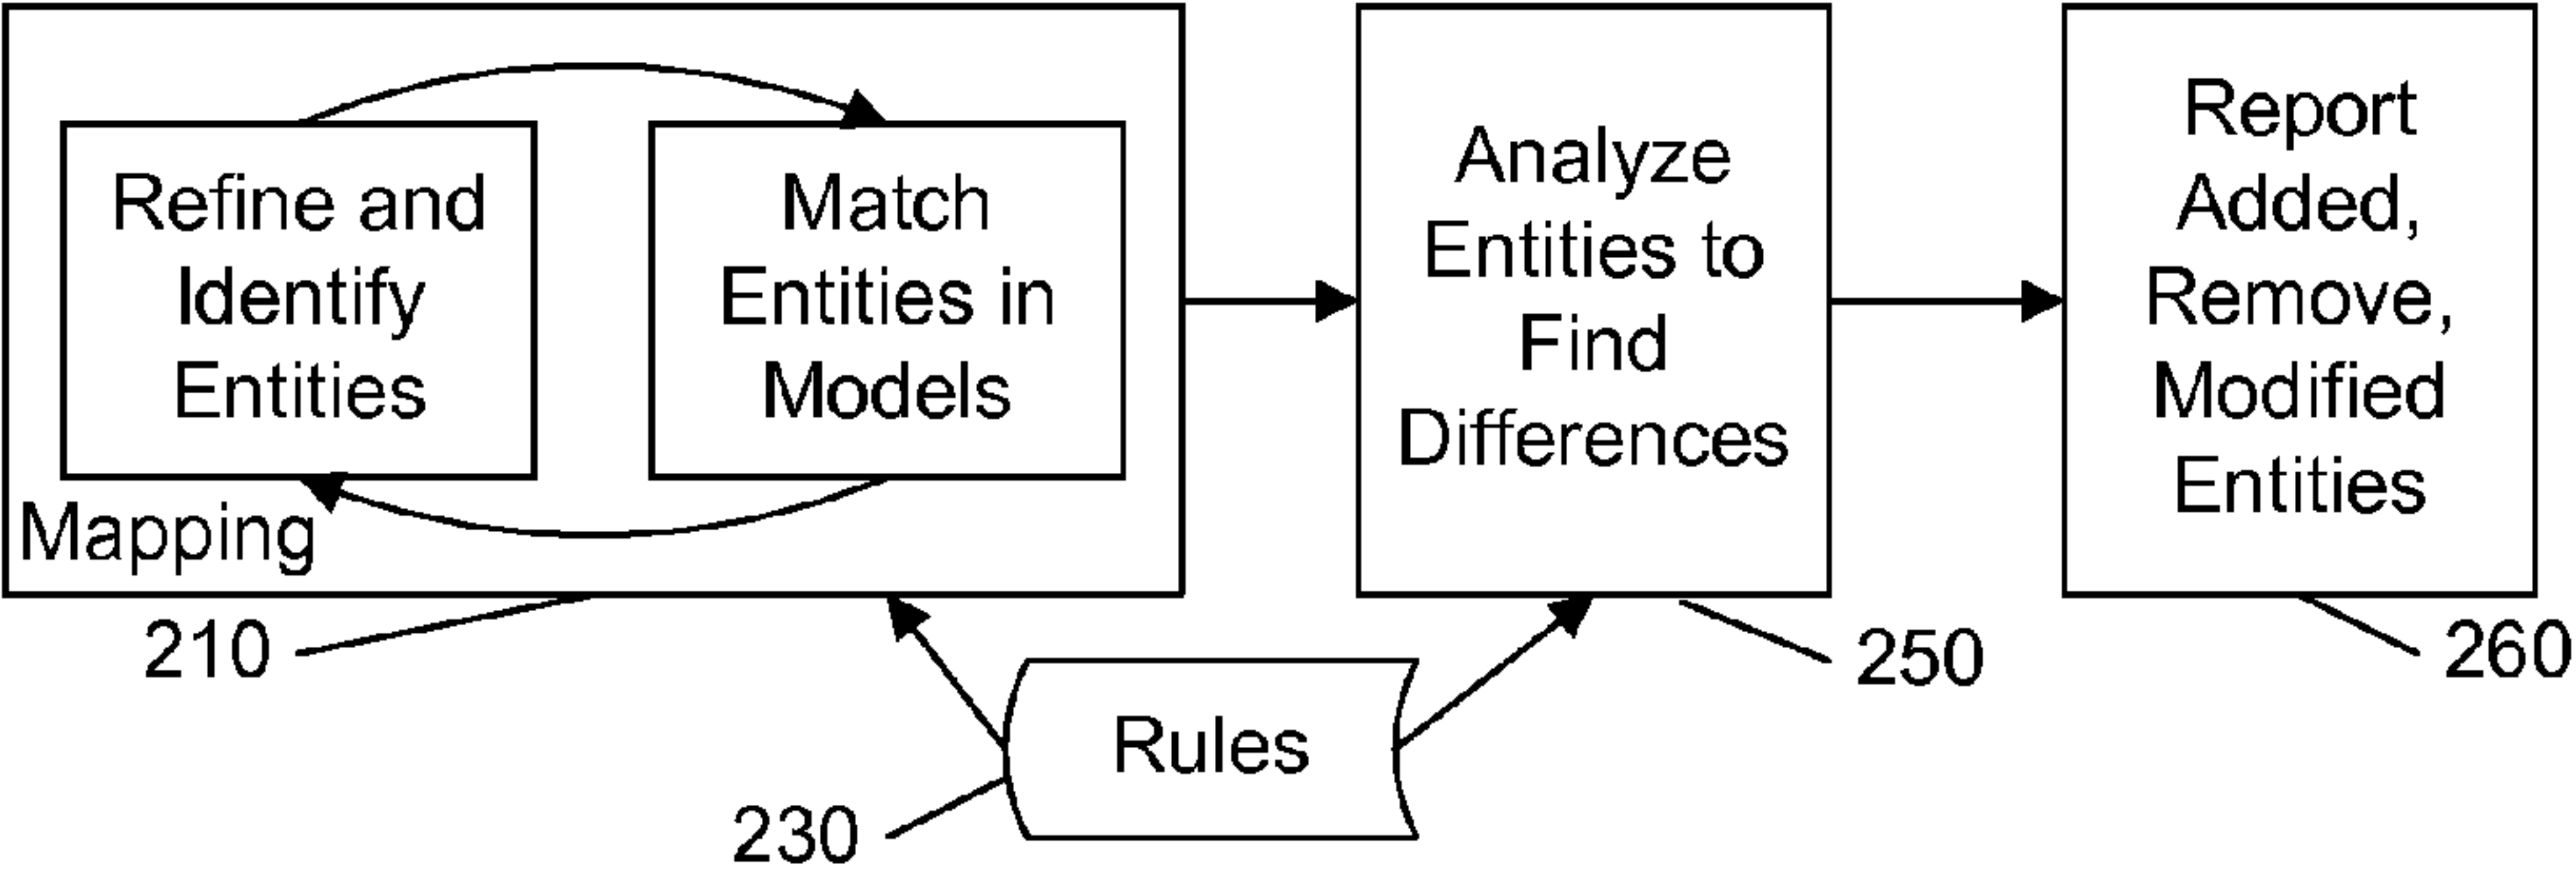 Refine and
Identify
Entities
Match
Entities in
Models
Mapping
Analyze
Entities to
Find
Differences
Report
Added,
Remove,
Modified
Entities
210
250
260
Rules
230